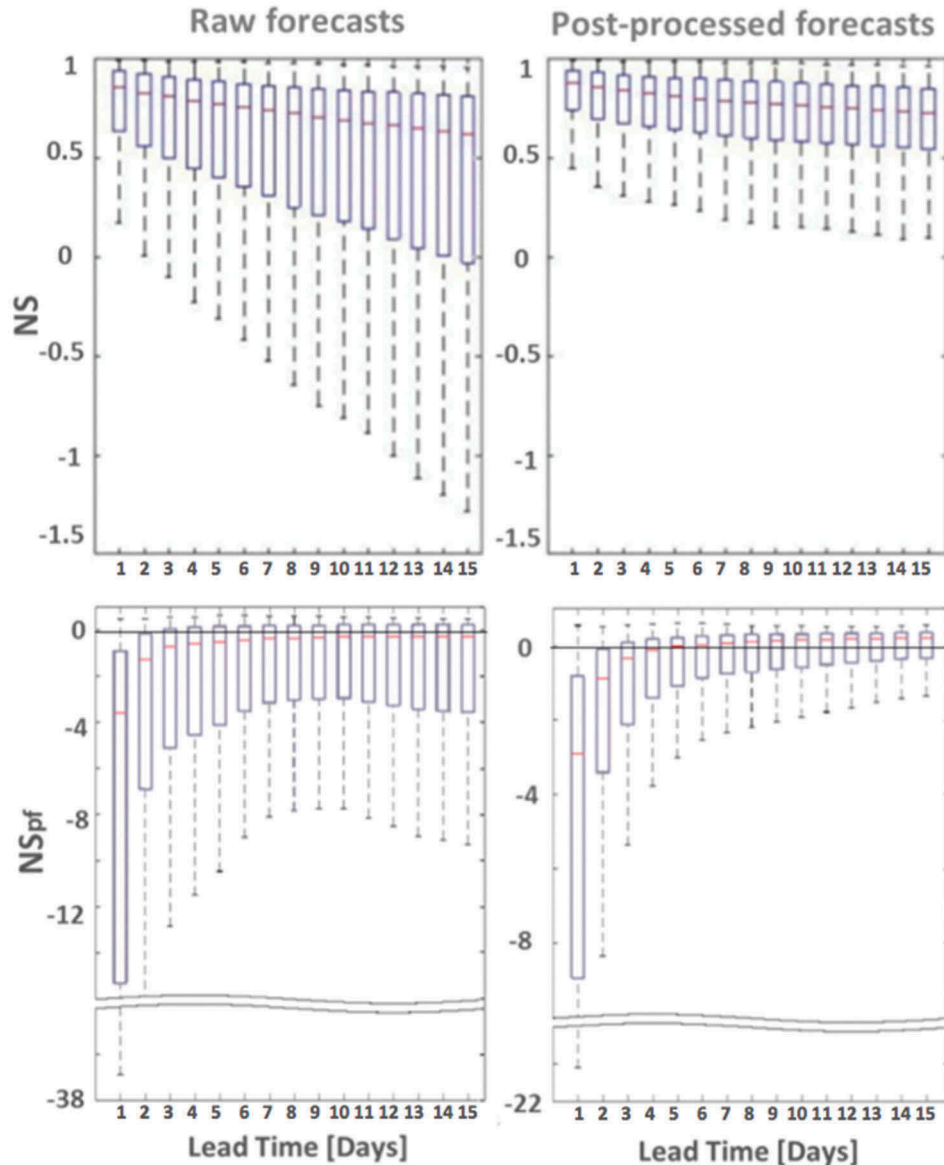 Raw forecasts Post-processed forecasts
1 1
0.5 0.5
0 0
NS
-0.5 -0.5
-1 -1
-1.5 -1.5
1 2 3 4 5 6 7 8 9 10 11 12 13 14 15 1 2 3 4 5 6 7 8 9 10 11 12 13 14 15
0 0
-4
-4
-8
NSpf
-12 -8
-38 -22
1 2 3 4 5 6 7 8 9 10 11 12 13 14 15 1 2 3 4 5 6 7 8 9 10 11 12 13 14 15
Lead Time [Days] Lead Time [Days]